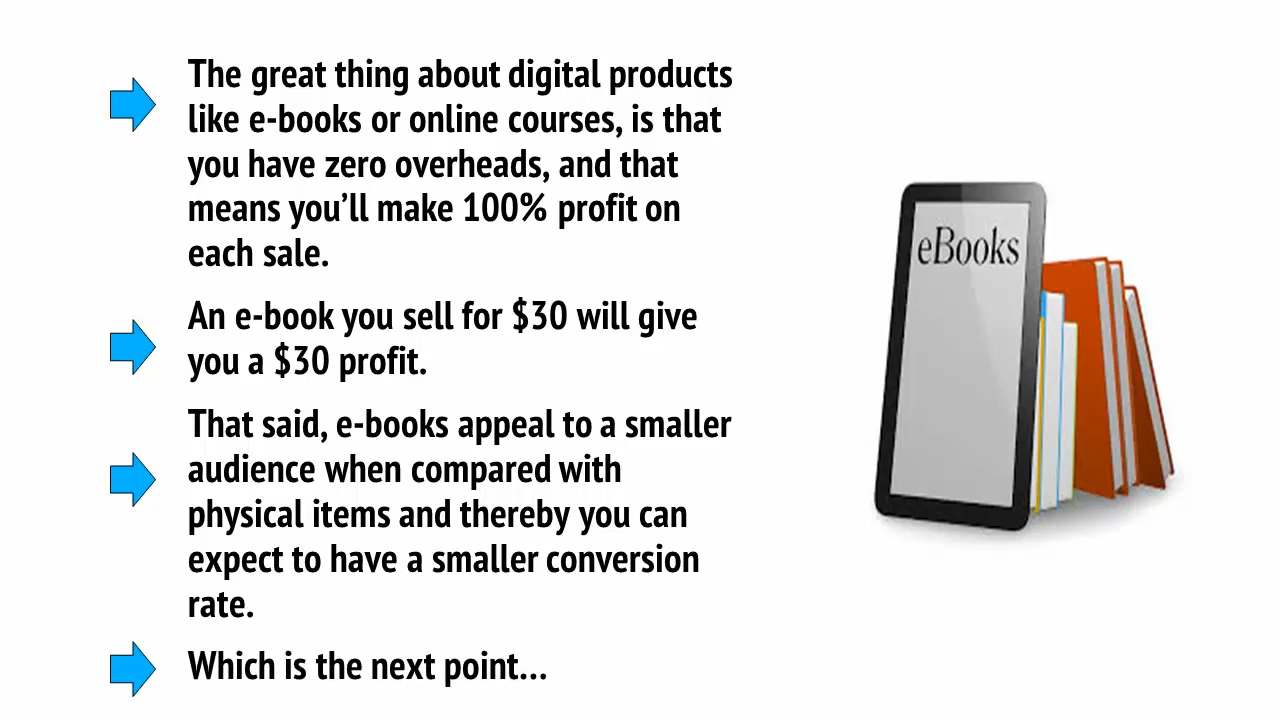 The great thing about digital products
like e-books or online courses, is that
you have zero overheads, and that
means you’ll make 100% profit on
each sale.
An e-book you sell for $30 will give
you a $30 profit.
That said, e-books appeal to a smaller
audience when compared with
physical items and thereby you can
expect to have a smaller conversion
rate.
Which is the next point…
eBooks